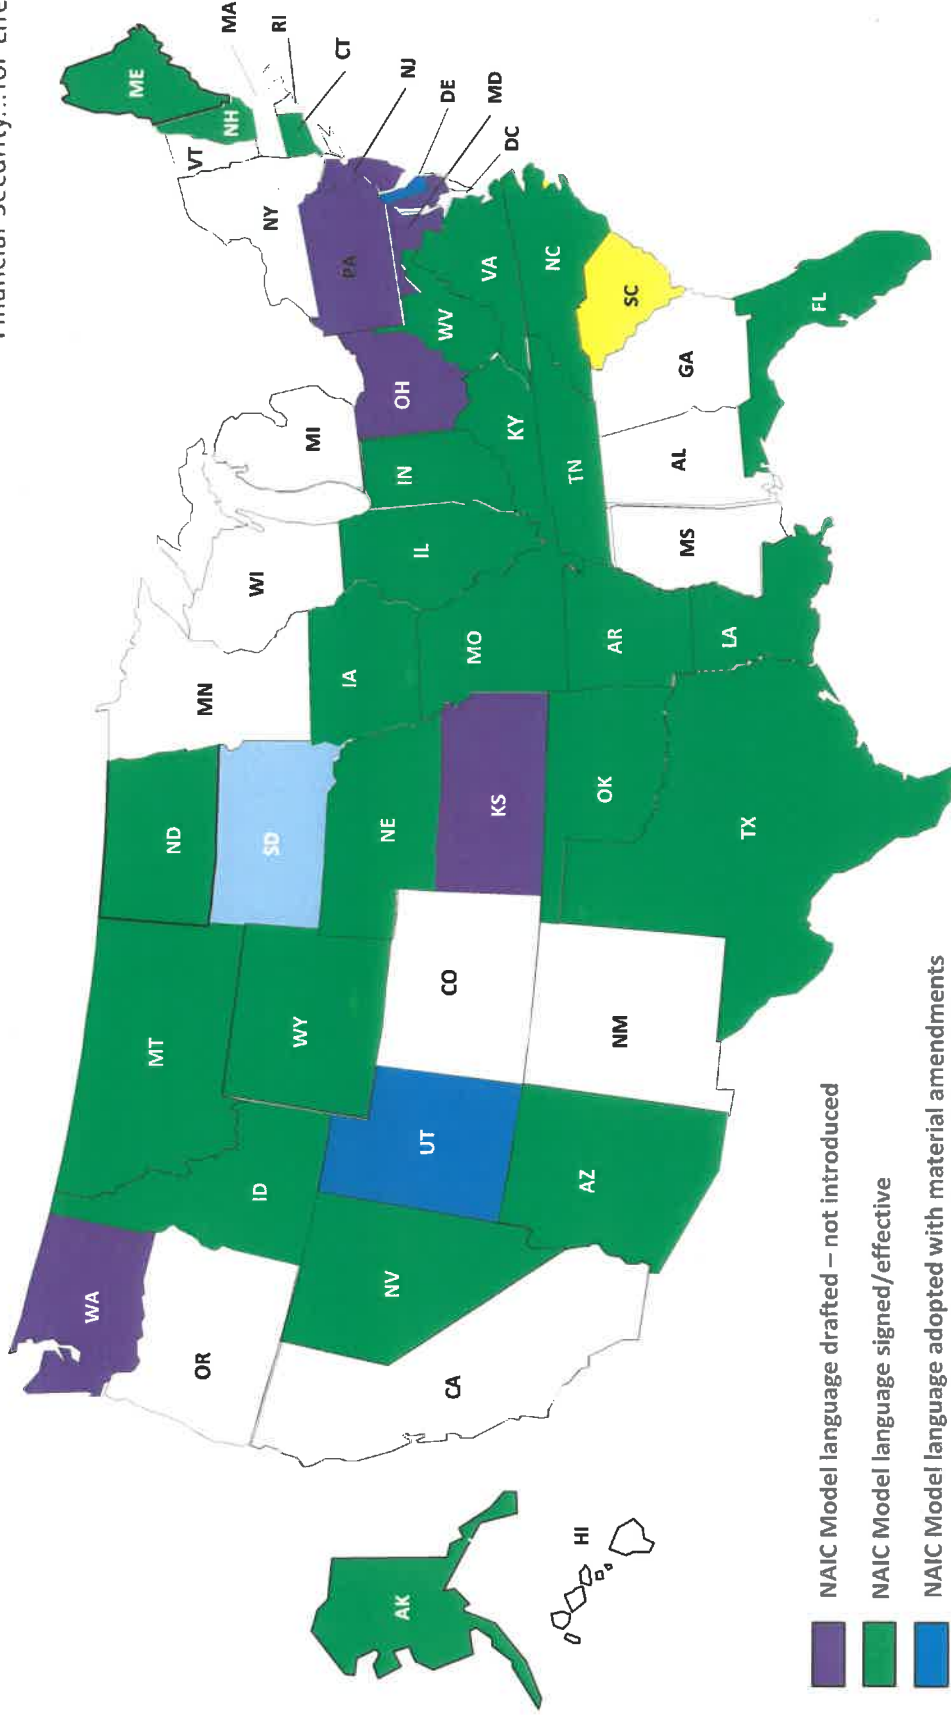 Financial Security...for Life
WA
MT
ND
MN
ME
VT
NH
MA
RI
CT
NJ
DE
MD
DC
OR
ID
WY
SD
WI
MI
NY
PA
NV
UT
CO
NE
IA
IL
IN
OH
WV
VA
CA
AZ
NM
KS
OK
MO
KY
TN
NC
SC
TX
AR
LA
MS
AL
GA
FL
AK
HI
NAIC Model language drafted – not introduced
NAIC Model language signed/effective
NAIC Model language adopted with material amendments